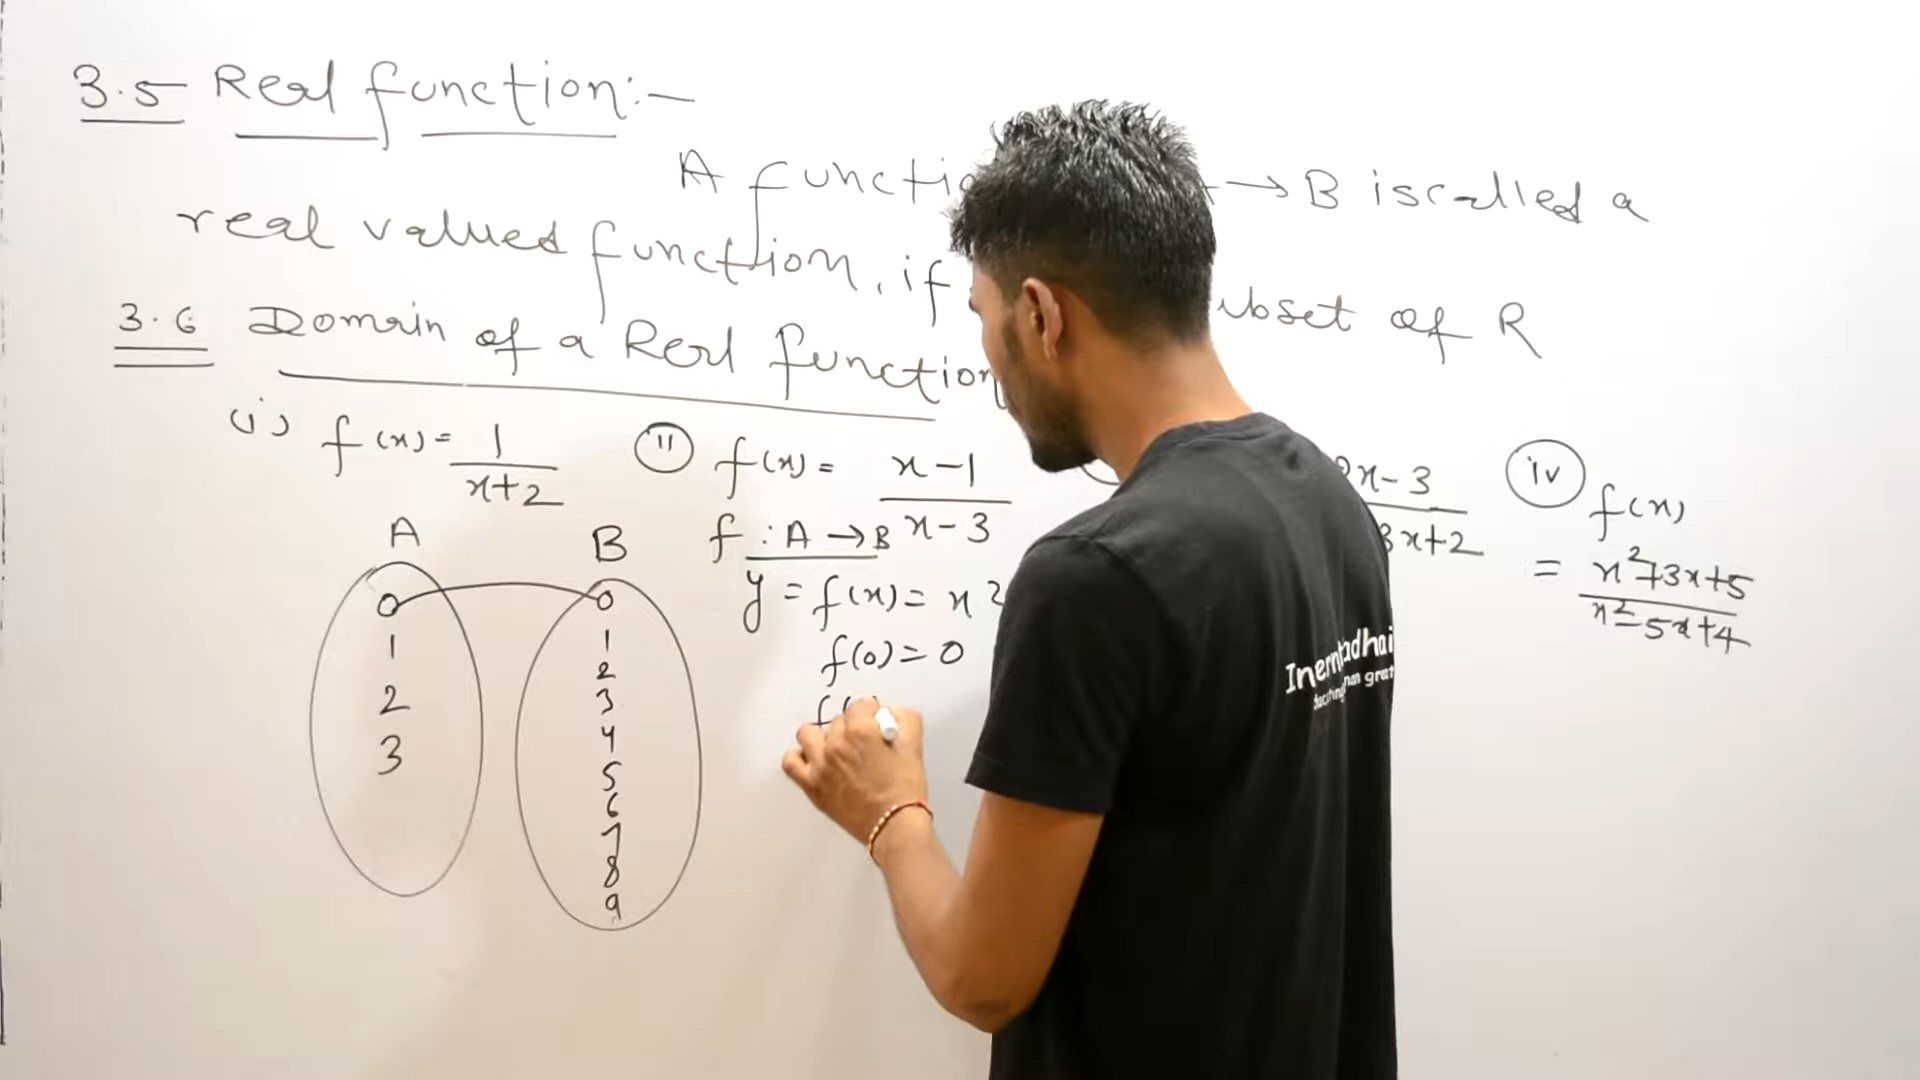 3.5 Real function:-
A function → B is called a
real valued function, if subset of R
3.6 Domain of a Real function
(i) f(x) = 1/x+2
(ii) f(x) = x-1/x-3
x-3/3x+2
(iv) f(x)
= x²+3x+5/x²-5x+4
A
B
0
1
2
3
0
1
2
3
4
5
6
7
8
9
f : A → B
y = f(x) = x²
f(0) = 0
f(